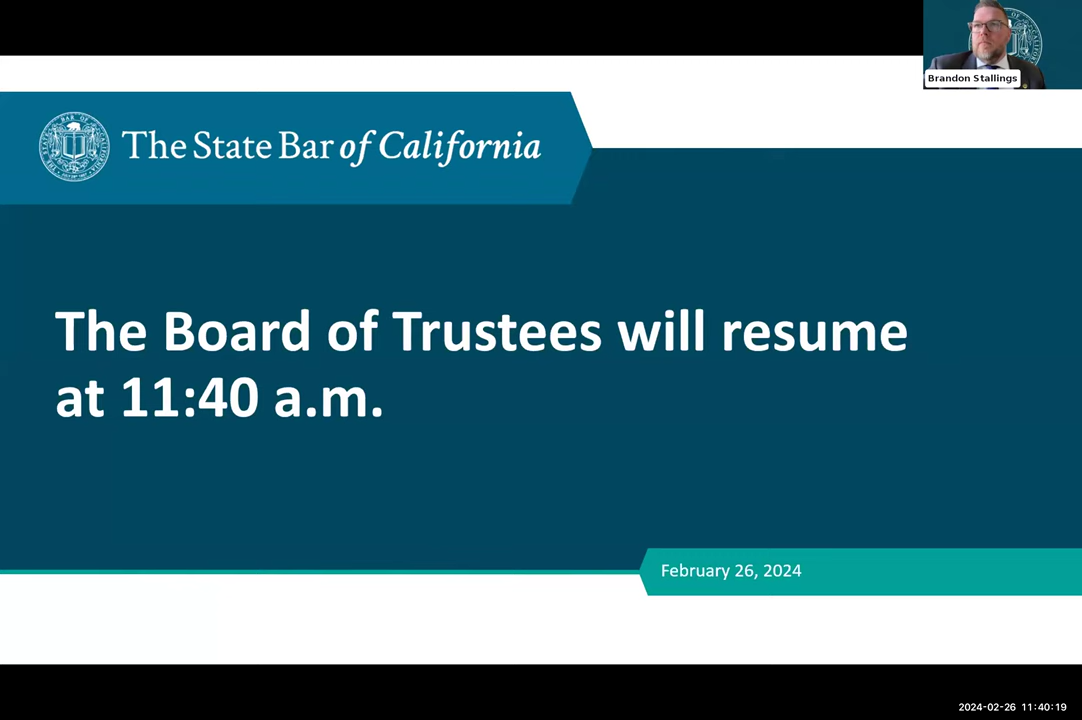 Brandon Stallings
The State Bar of California
The Board of Trustees will resume
at 11:40 a.m.
February 26, 2024
2024-02-26 11:40:19